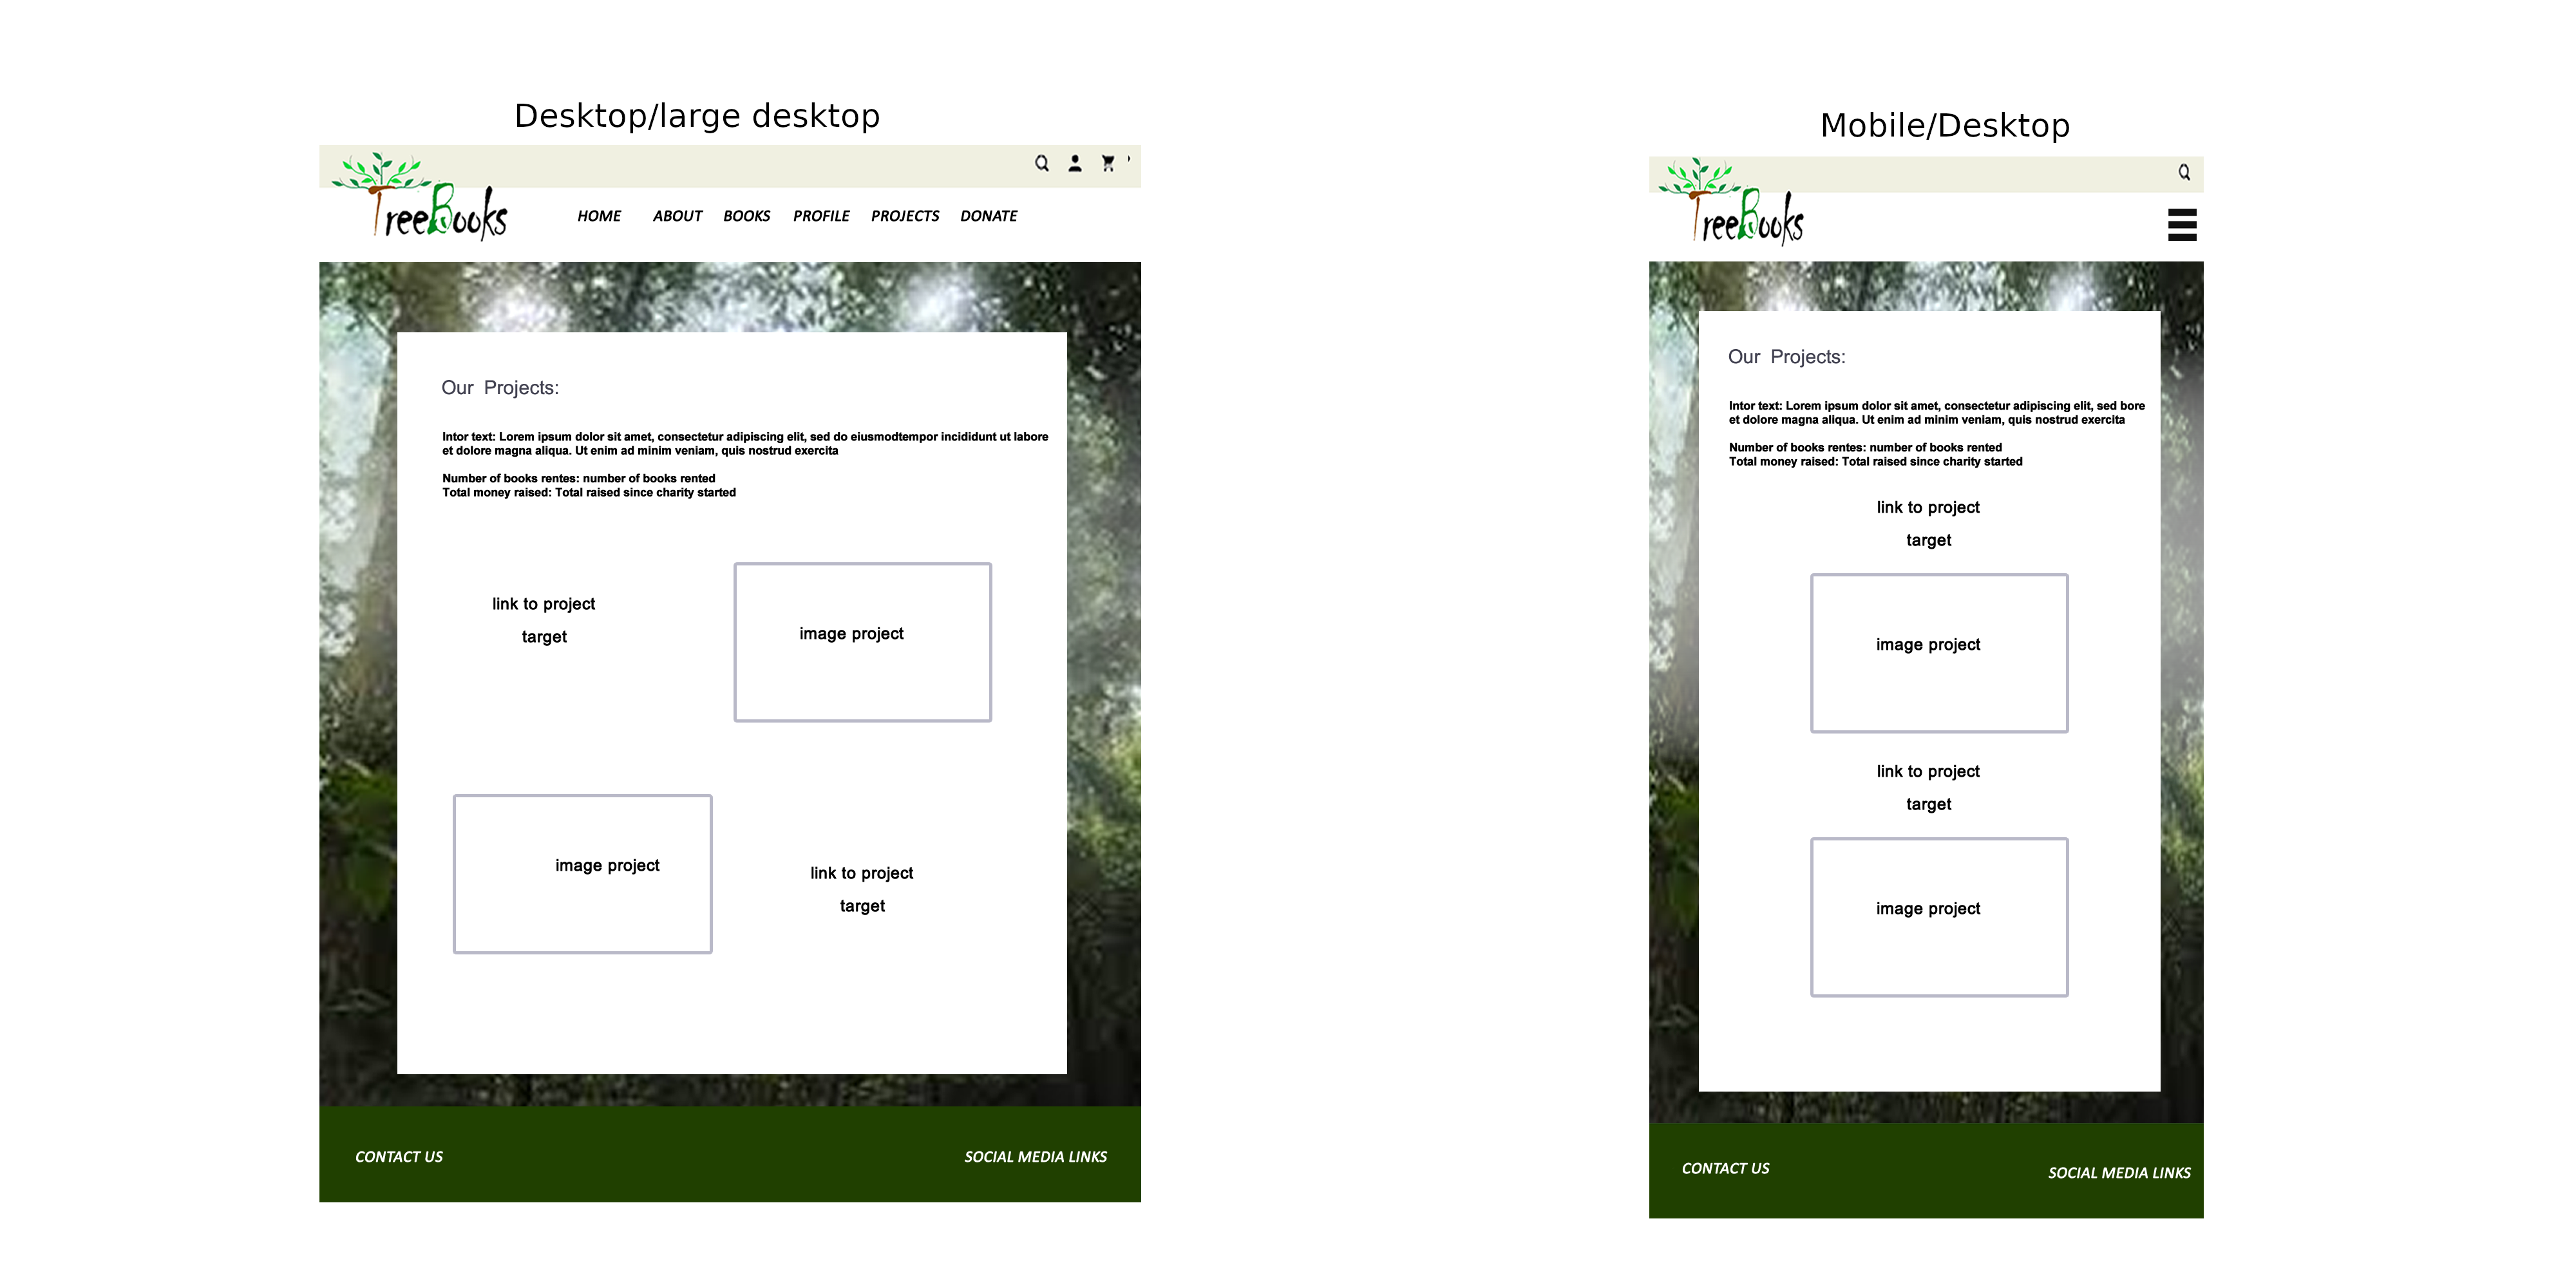 Desktop/large desktop
TreeBooks
HOME ABOUT BOOKS PROFILE PROJECTS DONATE
Our Projects:
Intor text: Lorem ipsum dolor sit amet, consectetur adipiscing elit, sed do eiusmodtempor incididunt ut labore
et dolore magna aliqua. Ut enim ad minim veniam, quis nostrud exercita
Number of books rentes: number of books rented
Total money raised: Total raised since charity started
link to project
target
image project
image project
link to project
target
CONTACT US
SOCIAL MEDIA LINKS
Mobile/Desktop
TreeBooks
Our Projects:
Intor text: Lorem ipsum dolor sit amet, consectetur adipiscing elit, sed bore
et dolore magna aliqua. Ut enim ad minim veniam, quis nostrud exercita
Number of books rentes: number of books rented
Total money raised: Total raised since charity started
link to project
target
image project
link to project
target
image project
CONTACT US
SOCIAL MEDIA LINKS